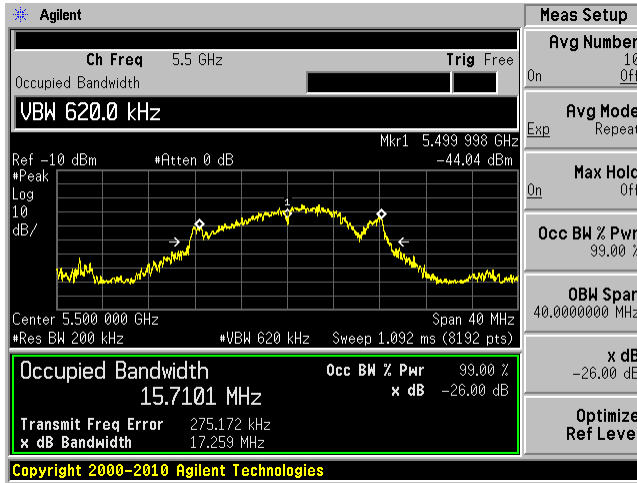 Agilent
Meas Setup
Ch Freq 5.5 GHz Trig Free
Occupied Bandwidth
VBW 620.0 kHz
Mkr1 5.499 998 GHz
Ref -10 dBm #Atten 0 dB -44.04 dBm
#Peak
Log
10
dB/
1
Center 5.500 000 GHz Span 40 MHz
#Res BW 200 kHz #VBW 620 kHz Sweep 1.092 ms (8192 pts)
Occupied Bandwidth Occ BW % Pwr 99.00 %
15.7101 MHz x dB -26.00 dB
Transmit Freq Error 275.172 kHz
x dB Bandwidth 17.259 MHz
Copyright 2000-2010 Agilent Technologies
Avg Number
10
On Off
Avg Mode
Exp Repeat
Max Hold
On Off
Occ BW % Pwr
99.00 %
OBW Span
40.0000000 MHz
x dB
-26.00 dB
Optimize
Ref Level